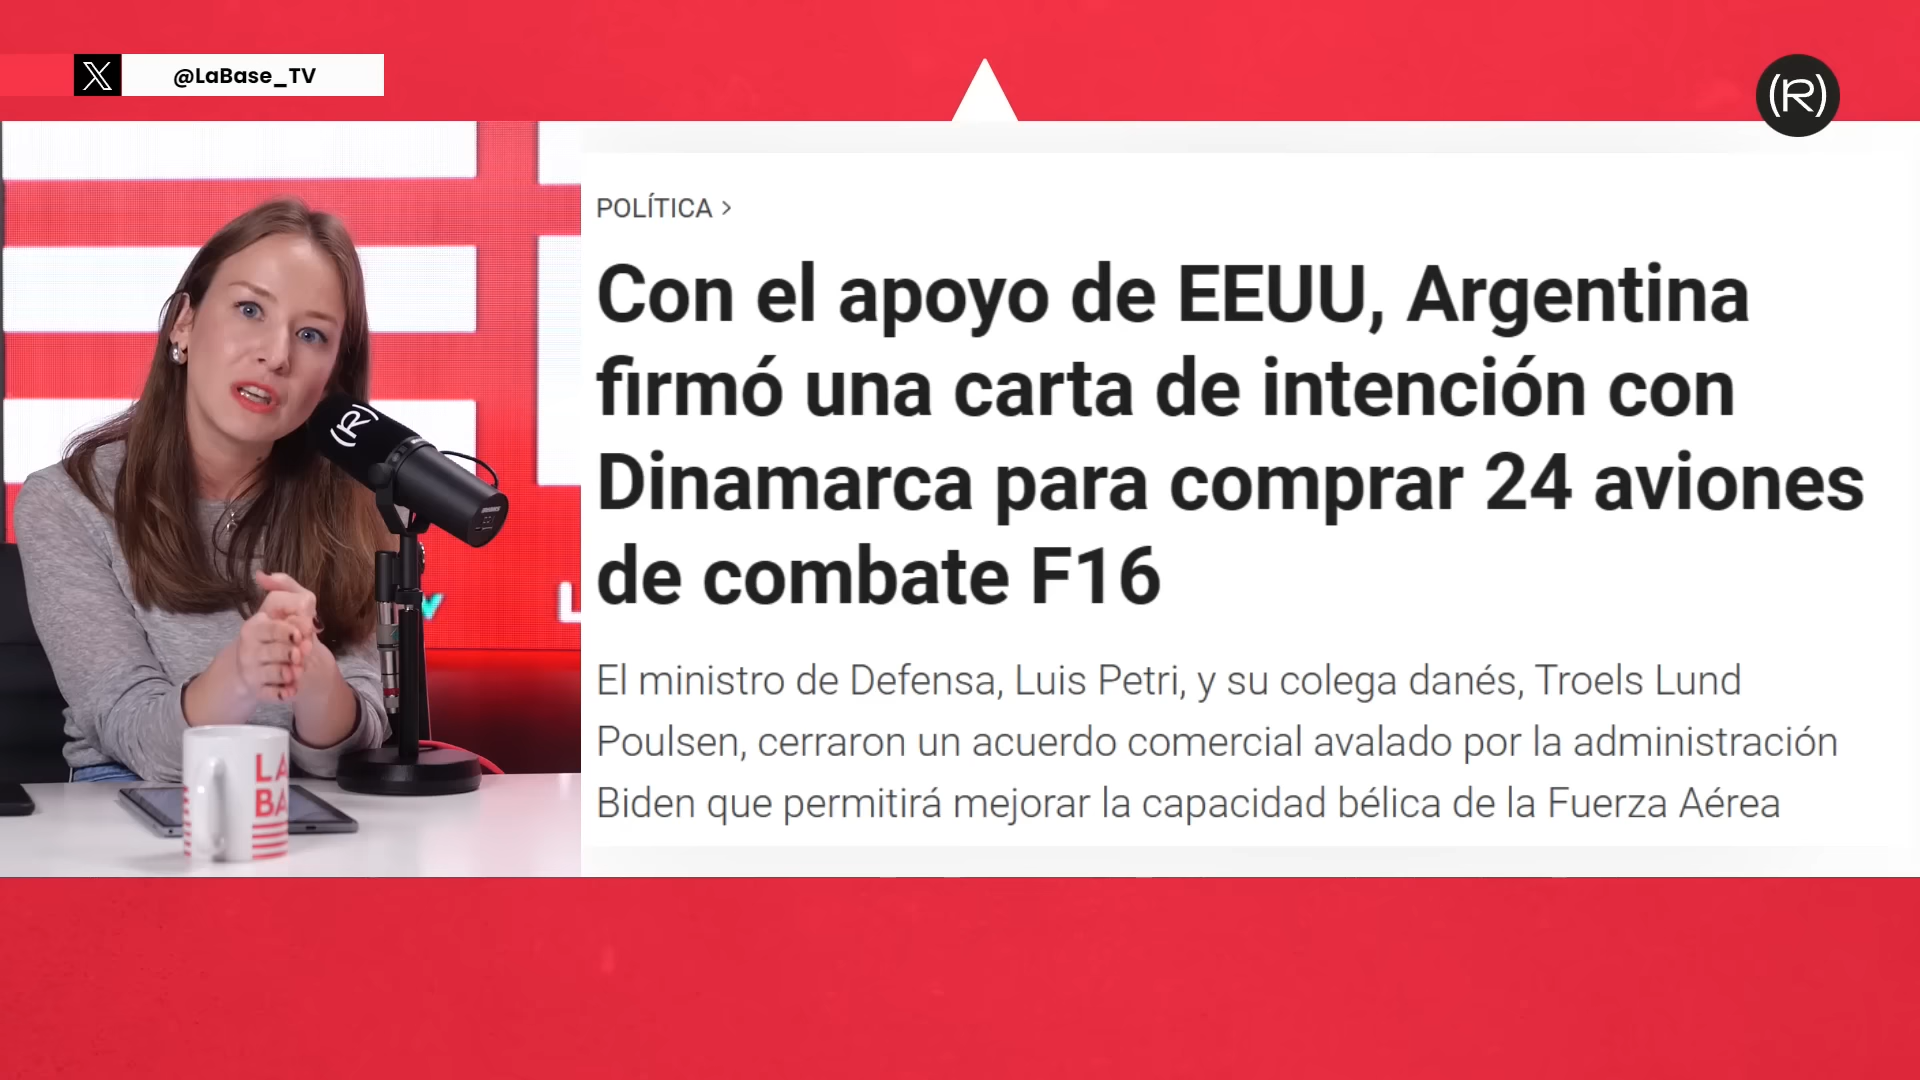 @LaBase_TV
(R)
POLÍTICA >
Con el apoyo de EEUU, Argentina
firmó una carta de intención con
Dinamarca para comprar 24 aviones
de combate F16
El ministro de Defensa, Luis Petri, y su colega danés, Troels Lund
Poulsen, cerraron un acuerdo comercial avalado por la administración
Biden que permitirá mejorar la capacidad bélica de la Fuerza Aérea
(R)
LA
BA